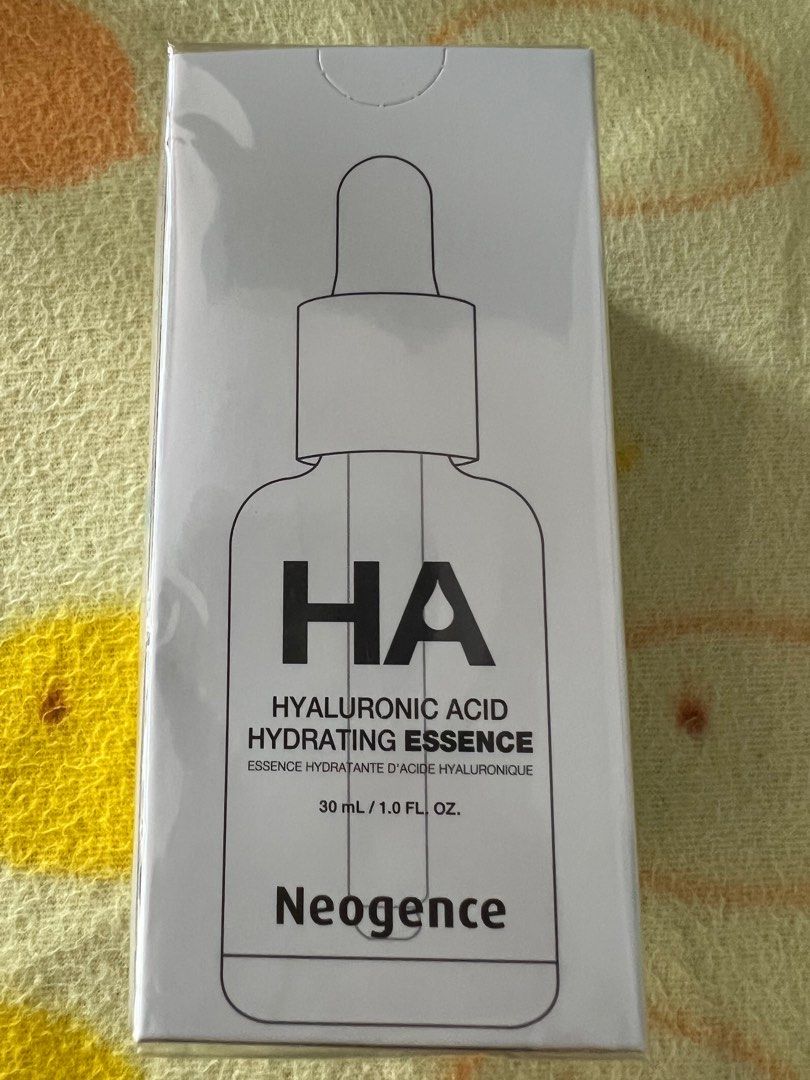 HA
HYALURONIC ACID
HYDRATING ESSENCE
ESSENCE HYDRATANTE D'ACIDE HYALURONIQUE
30 mL / 1.0 FL. OZ.
Neogence